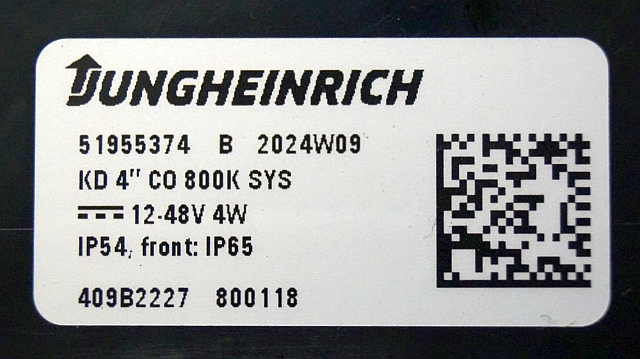 JUNGHEINRICH
51955374 B 2024W09
KD 4" CO 800K SYS
12-48V 4W
IP54, front: IP65
409B2227 800118